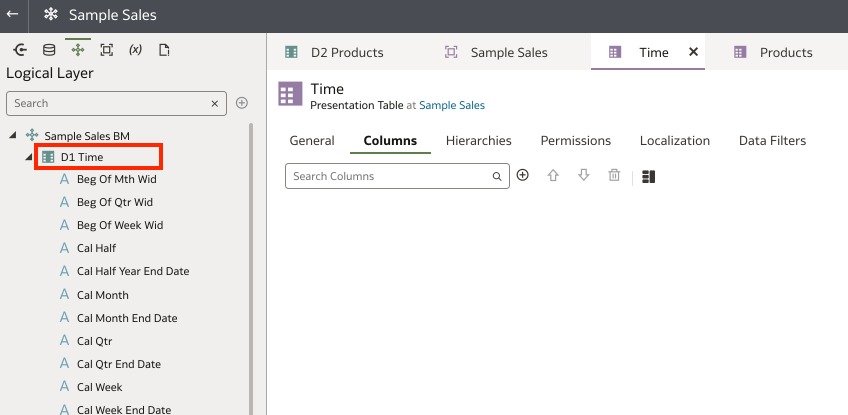 Sample Sales
(x)
Logical Layer
Search
Sample Sales BM
D1 Time
Beg Of Mth Wid
Beg Of Qtr Wid
Beg Of Week Wid
Cal Half
Cal Half Year End Date
Cal Month
Cal Month End Date
Cal Qtr
Cal Qtr End Date
Cal Week
Cal Week End Date
D2 Products
Sample Sales
Time
Products
Time
Presentation Table at Sample Sales
General
Columns
Hierarchies
Permissions
Localization
Data Filters
Search Columns